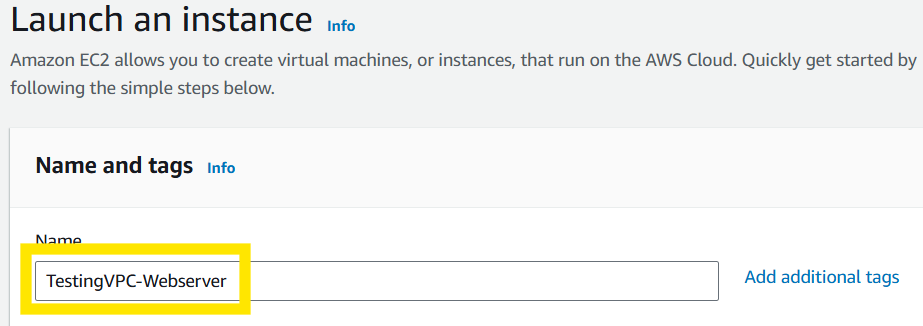 Launch an instance Info
Amazon EC2 allows you to create virtual machines, or instances, that run on the AWS Cloud. Quickly get started by
following the simple steps below.
Name and tags Info
Name
TestingVPC-Webserver
Add additional tags